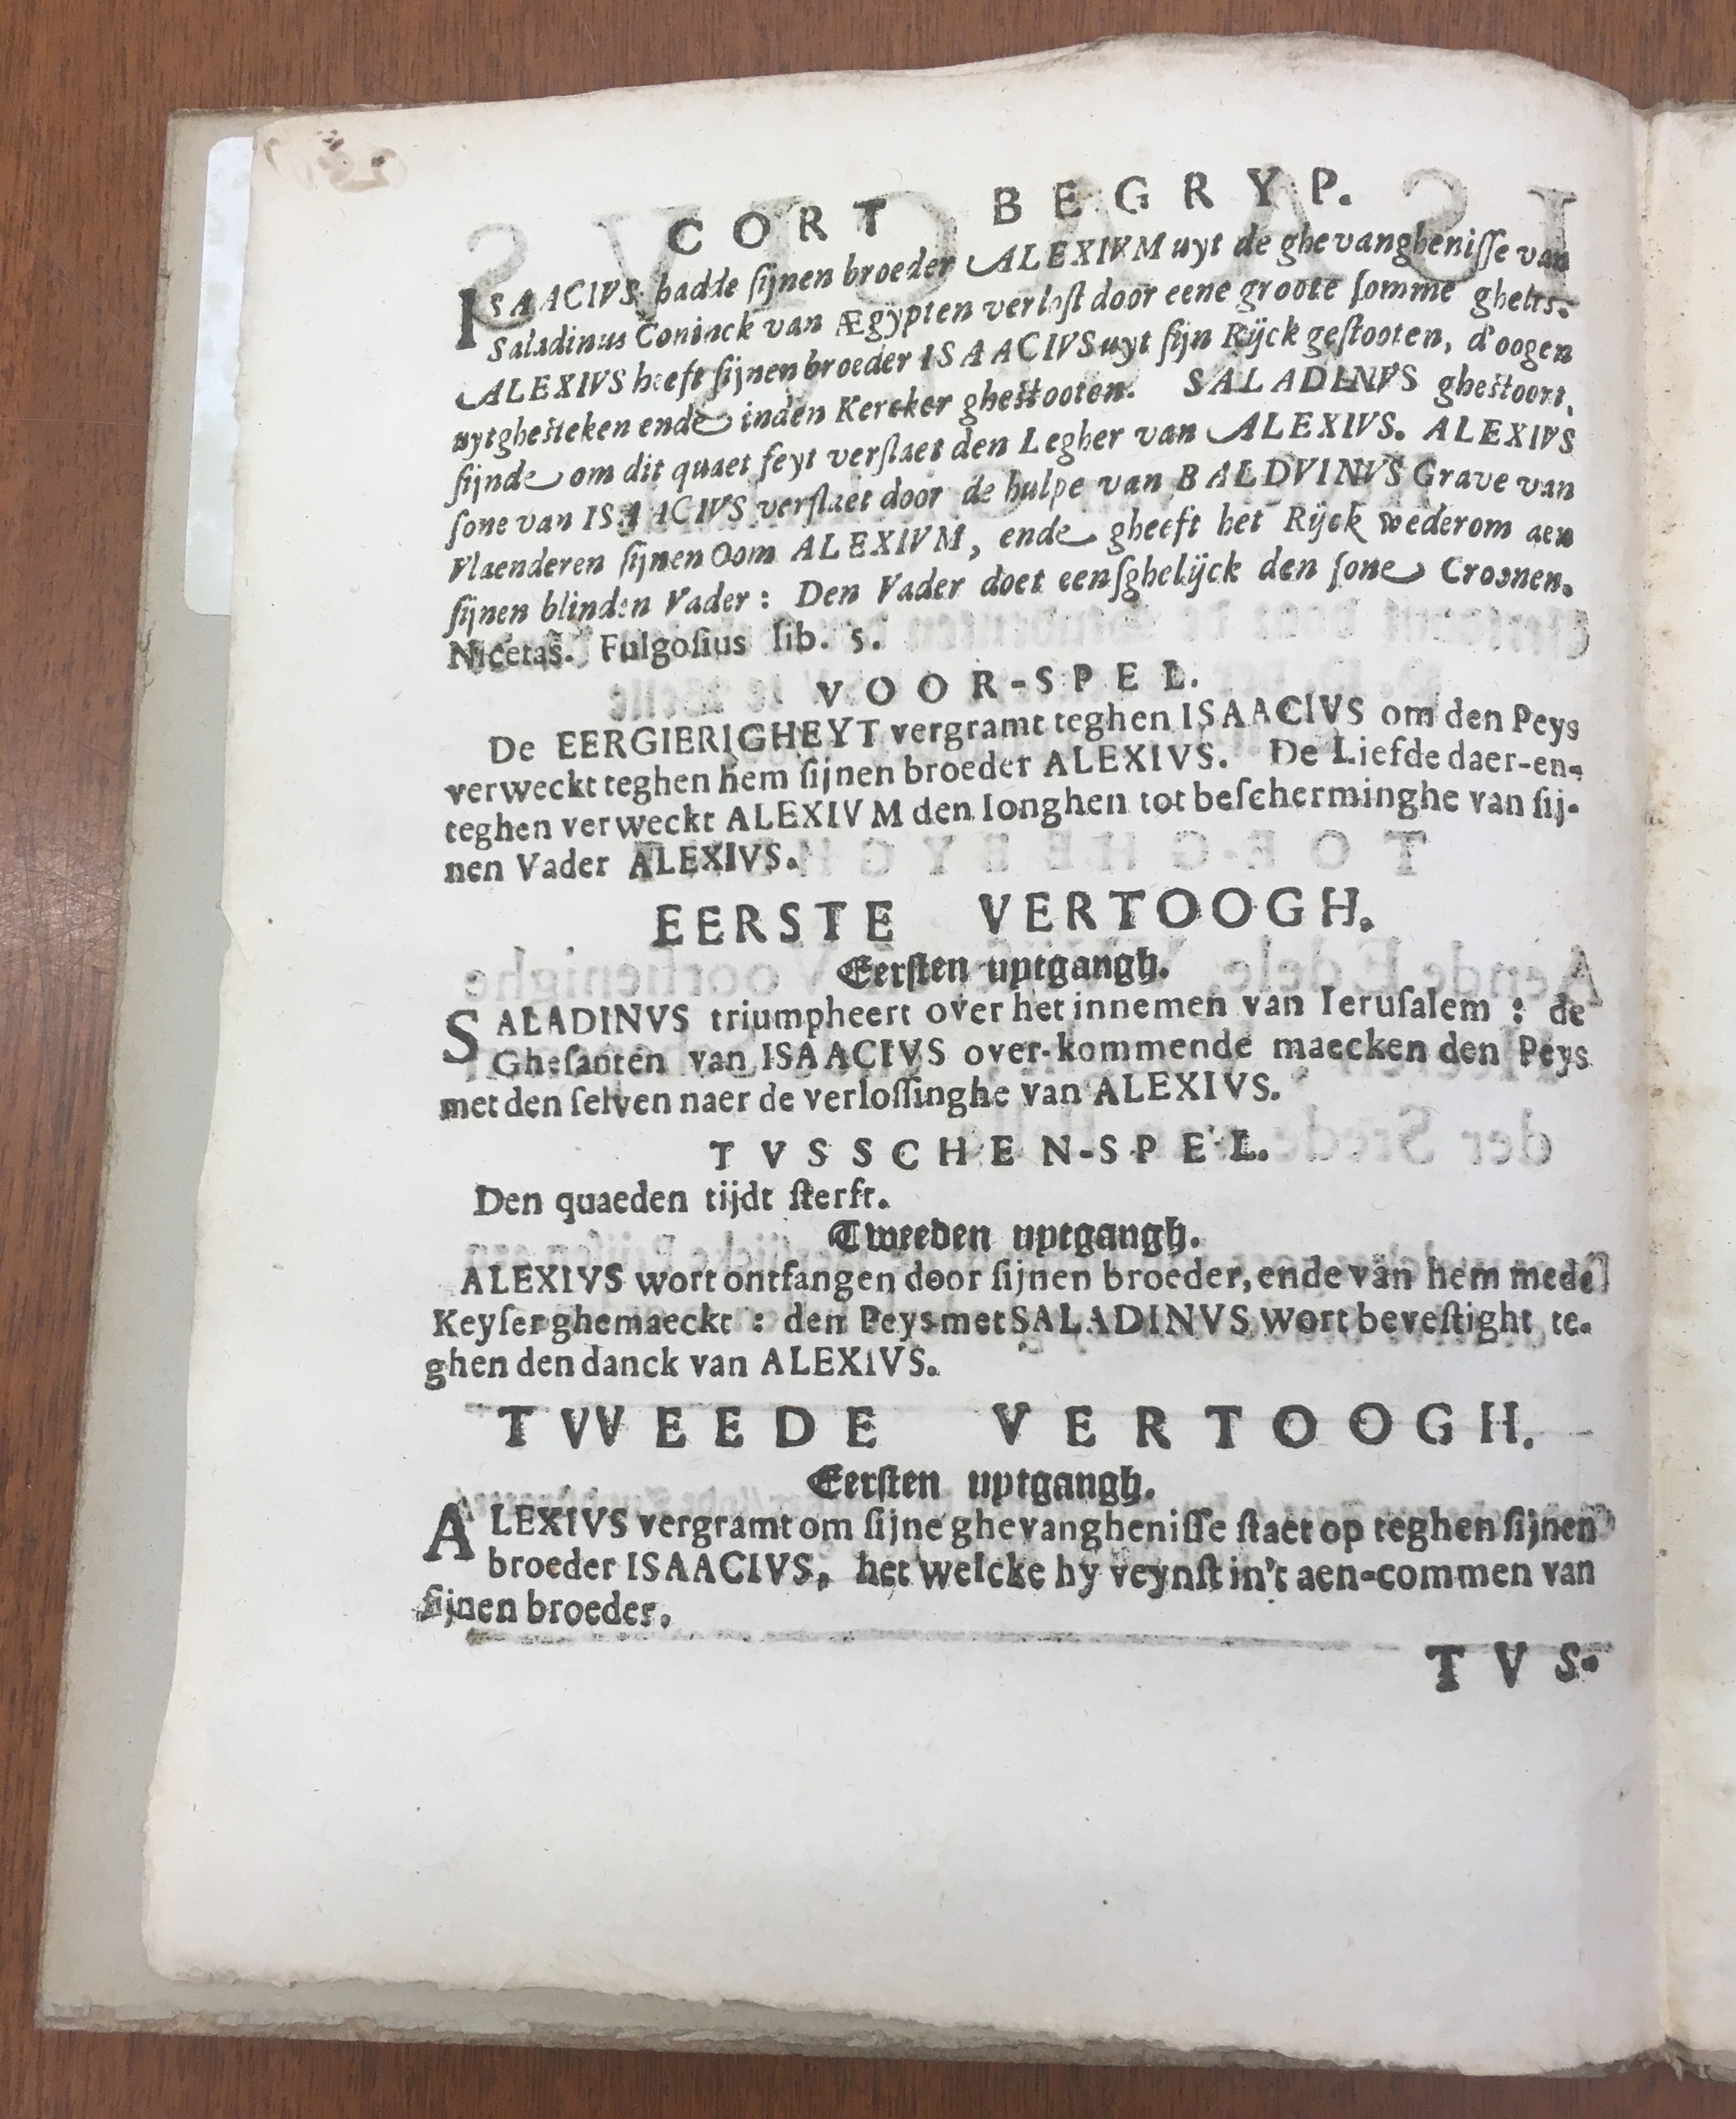 CORT BEGRYP.
ISAACIVS hadde ſijnen broeder ALEXIVM uyt de ghevangheniſſe van
Saladinus Coninck van Ægypten verloſt door eene groote ſomme ghelts.
ALEXIVS heeft ſijnen broeder ISAACIVS uyt ſijn Rijck geſtooten, d'oogen
uytgheſteken ende inden Kercker gheſtooten. SALADINVS gheſtoort,
ſijnde om dit quaet feyt verſlaet den Legher van ALEXIVS. ALEXIVS
ſone van ISAACIVS verſlaet door de hulpe van BALDVINVS Grave van
Vlaenderen ſijnen Oom ALEXIVM, ende gheeft het Rijck wederom aen
ſijnen blinden Vader: Den Vader doet eenſghelijck den ſone Croonen.
Nicetas. Fulgoſius lib. 5.
VOOR-SPEL.
De EERGIERIGHEYT vergramt teghen ISAACIVS om den Peys
verweckt teghen hem ſijnen broeder ALEXIVS. De Liefde daer-en-
teghen verweckt ALEXIVM den Ionghen tot beſcherminghe van ſij-
nen Vader ALEXIVS.
EERSTE VERTOOGH.
Eerſten uytgangh.
SALADINVS triumpheert over het innemen van Ieruſalem : de
Gheſanten van ISAACIVS over-kommende maecken den Peys
met den ſelven naer de verloſſinghe van ALEXIVS.
TVSSCHEN-SPEL.
Den quaeden tijdt ſterft.
Tweeden uytgangh.
ALEXIVS wort ontfangen door ſijnen broeder, ende van hem mede
Keyſer ghemaeckt : den Peys met SALADINVS wort beveſtight te-
ghen den danck van ALEXIVS.
TWEEDE VERTOOGH.
Eerſten uytgangh.
ALEXIVS vergramt om ſijne ghevangheniſſe ſtaet op teghen ſijnen
broeder ISAACIVS, het welcke hy veynſt in't aen-commen van
ſijnen broeder.
TVS-